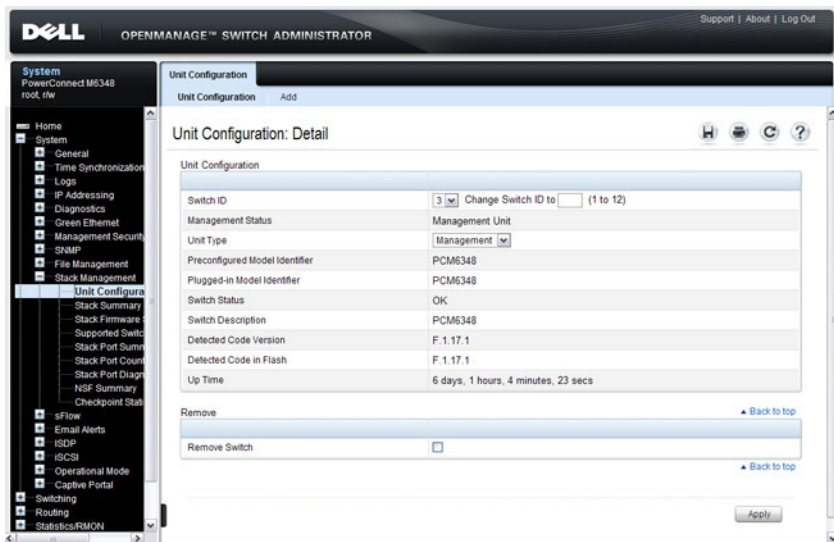 Support | About | Log Out
DELL OPENMANAGE™ SWITCH ADMINISTRATOR
System
PowerConnect M6348
root, r/w
Home
System
General
Time Synchronization
Logs
IP Addressing
Diagnostics
Green Ethernet
Management Security
SNMP
File Management
Stack Management
Unit Configura
Stack Summary
Stack Firmware
Supported Switc
Stack Port Summ
Stack Port Count
Stack Port Diagn
NSF Summary
Checkpoint Stati
sFlow
Email Alerts
ISDP
iSCSI
Operational Mode
Captive Portal
Switching
Routing
Statistics/RMON
Unit Configuration
Unit Configuration Add
Unit Configuration: Detail
Unit Configuration
Switch ID 3 Change Switch ID to (1 to 12)
Management Status Management Unit
Unit Type Management
Preconfigured Model Identifier PCM6348
Plugged-in Model Identifier PCM6348
Switch Status OK
Switch Description PCM6348
Detected Code Version F.1.17.1
Detected Code in Flash F.1.17.1
Up Time 6 days, 1 hours, 4 minutes, 23 secs
Remove Back to top
Remove Switch
Back to top
Apply